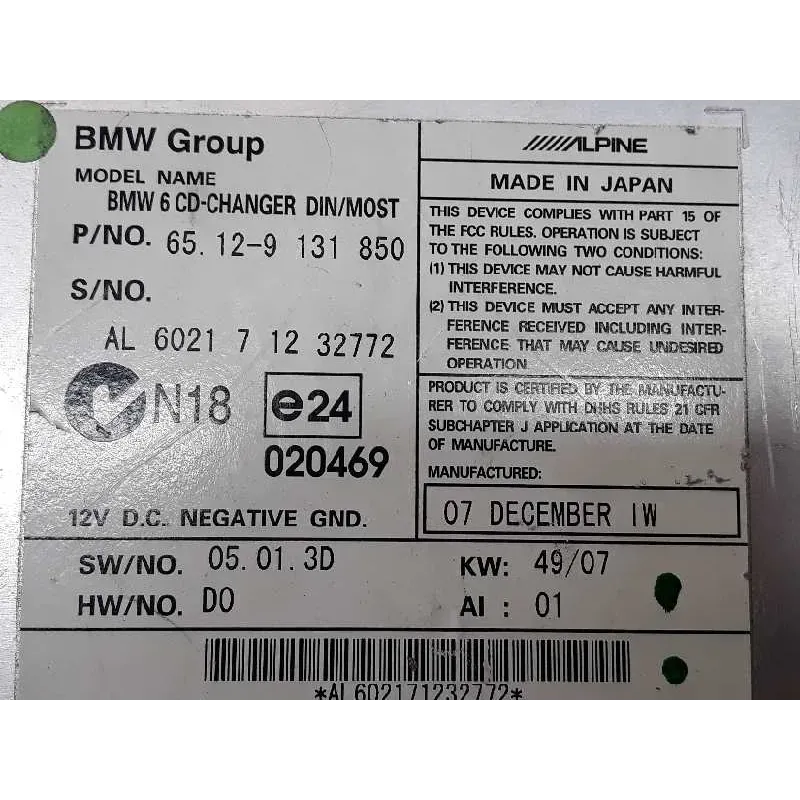 BMW Group
MODEL NAME
BMW 6 CD-CHANGER DIN/MOST
P/NO. 65. 12-9 131 850
S/NO.
AL 6021 7 12 32772
N18 e24
020469
12V D.C. NEGATIVE GND.
ALPINE
MADE IN JAPAN
THIS DEVICE COMPLIES WITH PART 15 OF
THE FCC RULES. OPERATION IS SUBJECT
TO THE FOLLOWING TWO CONDITIONS:
(1) THIS DEVICE MAY NOT CAUSE HARMFUL
INTERFERENCE.
(2) THIS DEVICE MUST ACCEPT ANY INTER-
FERENCE RECEIVED INCLUDING INTER-
FERENCE THAT MAY CAUSE UNDESIRED
OPERATION
PRODUCT IS CERTIFIED BY THE MANUFACTU-
RER TO COMPLY WITH DHHS RULES 21 CFR
SUBCHAPTER J APPLICATION AT THE DATE
OF MANUFACTURE.
MANUFACTURED:
07 DECEMBER IW
SW/NO. 05. 01. 3D KW: 49/07
HW/NO. D0 AI : 01
*AL602171232772*